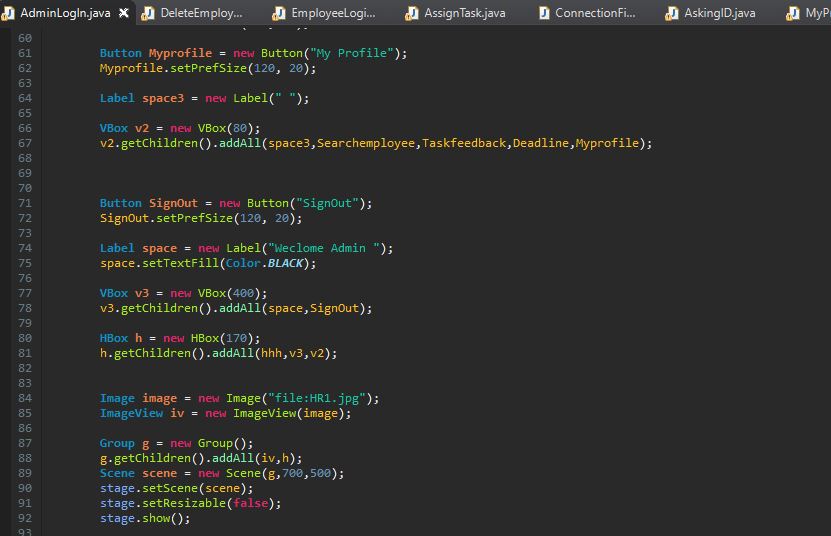 AdminLogIn.java DeleteEmploy... EmployeeLogi... AssignTask.java ConnectionFi... AskingID.java MyP
60
61 Button Myprofile = new Button("My Profile");
62 Myprofile.setPrefSize(120, 20);
63
64 Label space3 = new Label(" ");
65
66 VBox v2 = new VBox(80);
67 v2.getChildren().addAll(space3,Searchemployee,Taskfeedback,Deadline,Myprofile);
68
69
70
71 Button SignOut = new Button("SignOut");
72 SignOut.setPrefSize(120, 20);
73
74 Label space = new Label("Weclome Admin ");
75 space.setTextFill(Color.BLACK);
76
77 VBox v3 = new VBox(400);
78 v3.getChildren().addAll(space,SignOut);
79
80 HBox h = new HBox(170);
81 h.getChildren().addAll(hhh,v3,v2);
82
83
84 Image image = new Image("file:HR1.jpg");
85 ImageView iv = new ImageView(image);
86
87 Group g = new Group();
88 g.getChildren().addAll(iv,h);
89 Scene scene = new Scene(g,700,500);
90 stage.setScene(scene);
91 stage.setResizable(false);
92 stage.show();
93